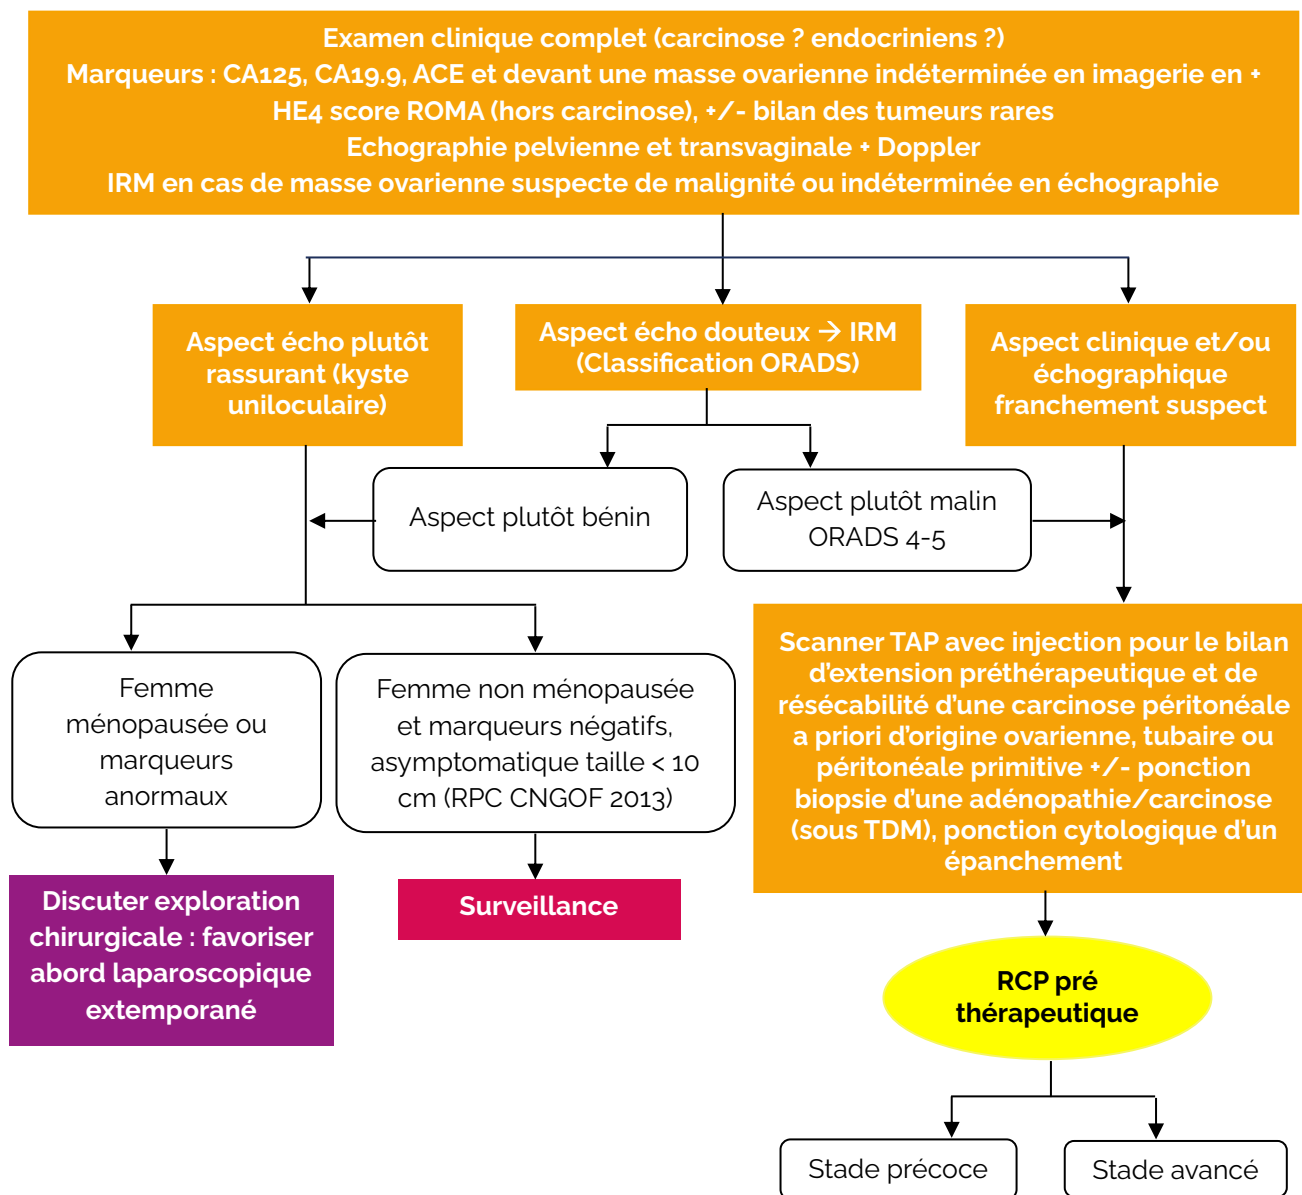 Examen clinique complet (carcinose ? endocriniens ?)
Marqueurs : CA125, CA19.9, ACE et devant une masse ovarienne indéterminée en imagerie en +
HE4 score ROMA (hors carcinose), +/- bilan des tumeurs rares
Echographie pelvienne et transvaginale + Doppler
IRM en cas de masse ovarienne suspecte de malignité ou indéterminée en échographie
Aspect écho plutôt
rassurant (kyste
uniloculaire)
Aspect écho douteux → IRM
(Classification ORADS)
Aspect clinique et/ou
échographique
franchement suspect
Aspect plutôt bénin
Aspect plutôt malin
ORADS 4-5
Femme
ménopausée ou
marqueurs
anormaux
Femme non ménopausée
et marqueurs négatifs,
asymptomatique taille < 10
cm (RPC CNGOF 2013)
Scanner TAP avec injection pour le bilan
d'extension préthérapeutique et de
résécabilité d'une carcinose péritonéale
a priori d'origine ovarienne, tubaire ou
péritonéale primitive +/- ponction
biopsie d'une adénopathie/carcinose
(sous TDM), ponction cytologique d'un
épanchement
Discuter exploration
chirurgicale : favoriser
abord laparoscopique
extemporané
Surveillance
RCP pré
thérapeutique
Stade précoce
Stade avancé